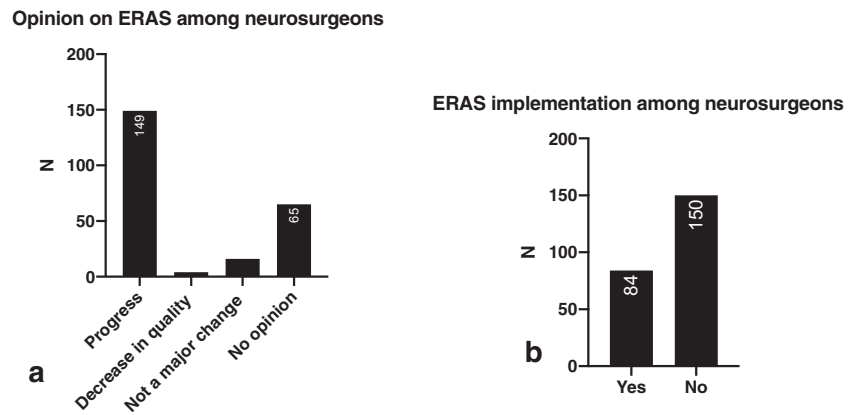 Opinion on ERAS among neurosurgeons
200
150
100
50
0
N
149
65
Progress
Decrease in quality
Not a major change
No opinion
a
ERAS implementation among neurosurgeons
200
150
100
50
0
N
84
150
Yes No
b